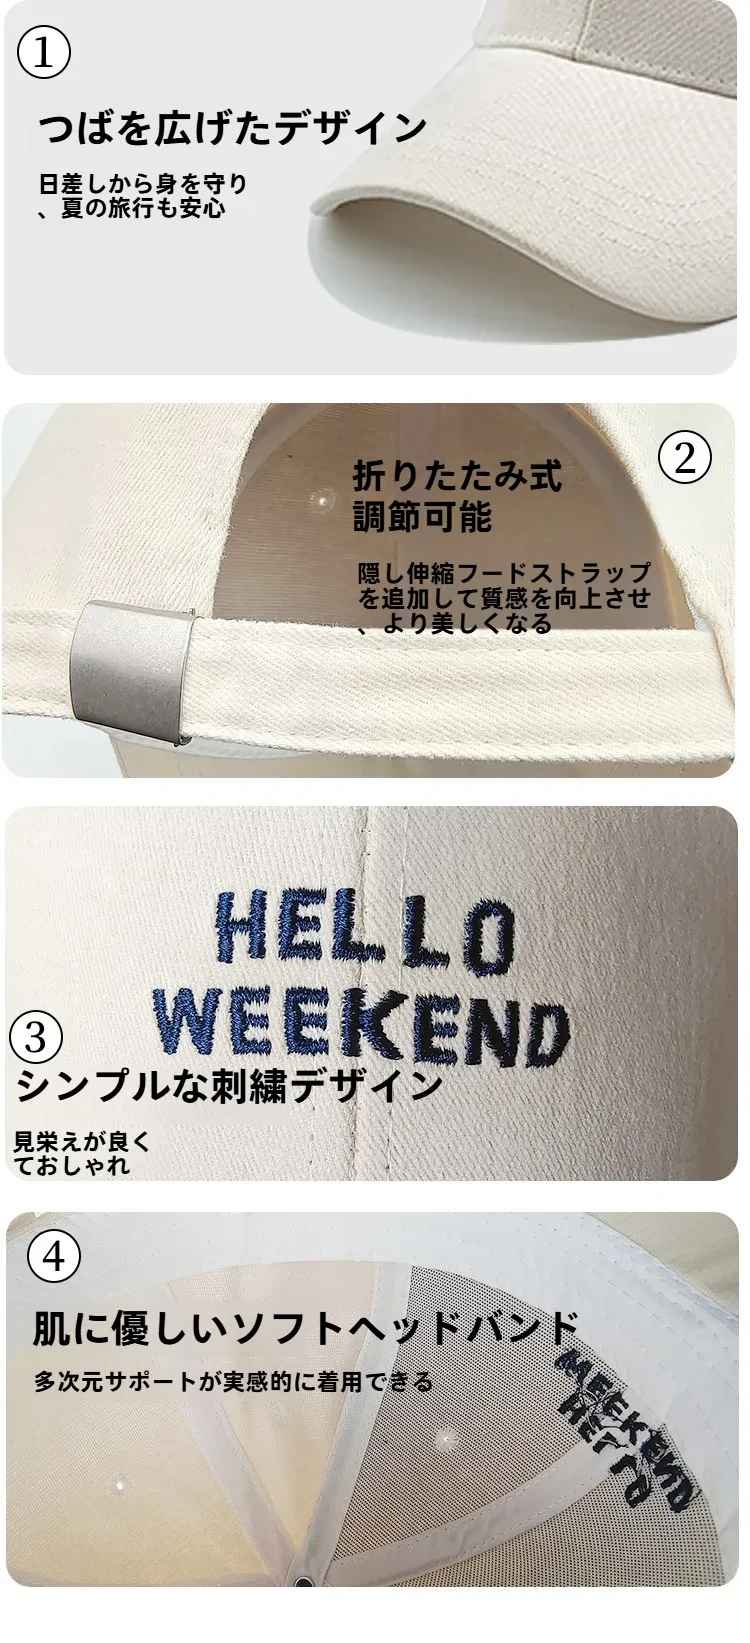 ①
つばを広げたデザイン
日差しから身を守り
、夏の旅行も安心
②
折りたたみ式
調節可能
隠し伸縮フードストラップ
を追加して質感を向上させ
、より美しくなる
HELLO
WEEKEND
③
シンプルな刺繍デザイン
見栄えが良く
ておしゃれ
④
肌に優しいソフトヘッドバンド
多次元サポートが実感的に着用できる
WEEKEND
HELLO